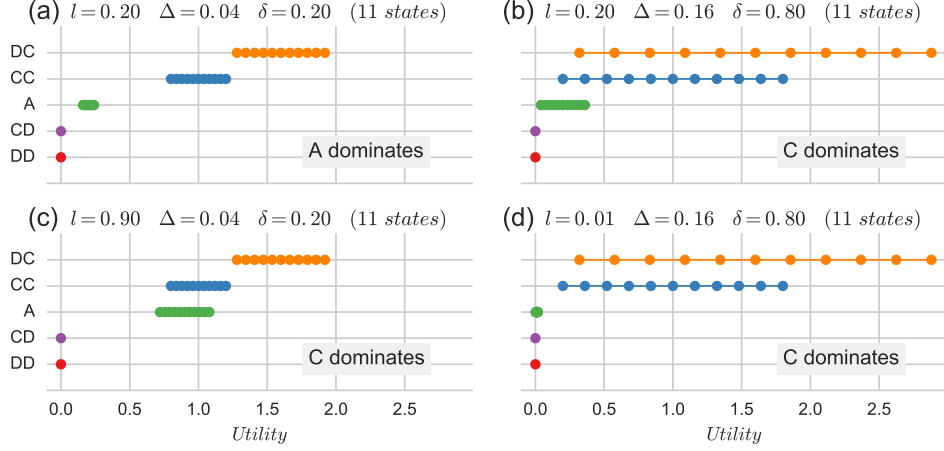 (a) l = 0.20 Δ = 0.04 δ = 0.20 (11 states)
DC
CC
A
CD
DD
A dominates
(b) l = 0.20 Δ = 0.16 δ = 0.80 (11 states)
C dominates
(c) l = 0.90 Δ = 0.04 δ = 0.20 (11 states)
DC
CC
A
CD
DD
C dominates
0.0 0.5 1.0 1.5 2.0 2.5
Utility
(d) l = 0.01 Δ = 0.16 δ = 0.80 (11 states)
C dominates
0.0 0.5 1.0 1.5 2.0 2.5
Utility